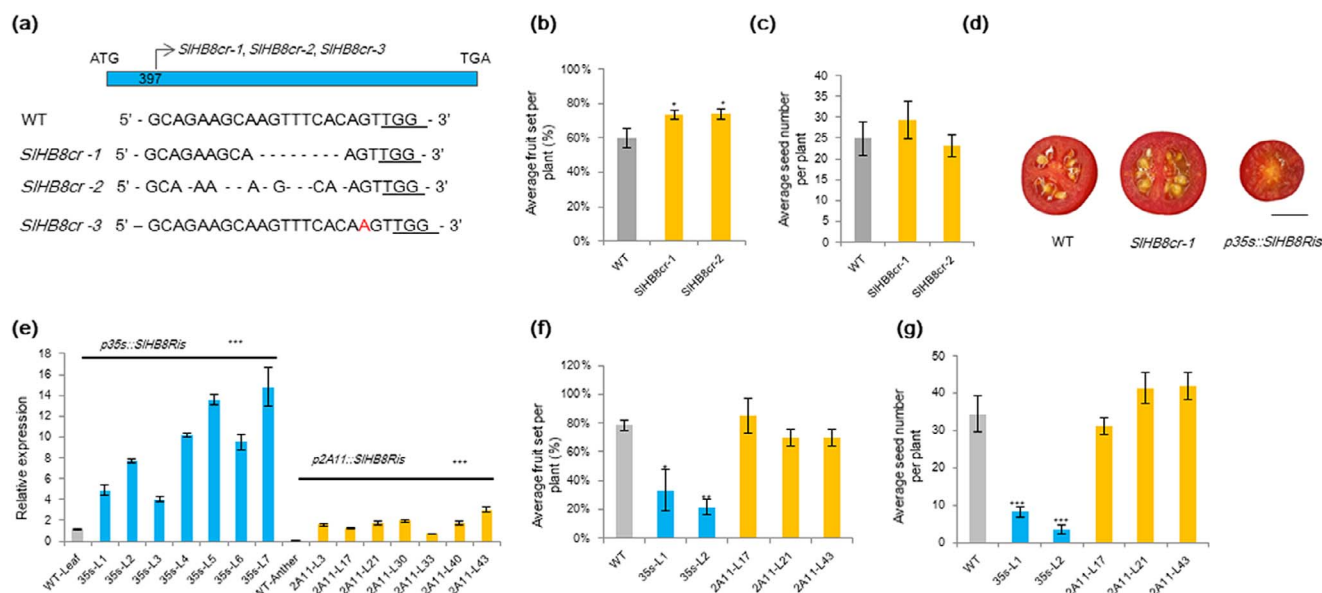 (a)
SlHB8cr-1, SlHB8cr-2, SlHB8cr-3
ATG TGA
397
WT 5' - GCAGAAGCAAGTTTCACAGTTGG - 3'
SlHB8cr -1 5' - GCAGAAGCA - - - - - - - - - AGTTGG - 3'
SlHB8cr -2 5' - GCA - AA - - - A - G - - - CA - AGTTGG - 3'
SlHB8cr -3 5' – GCAGAAGCAAGTTTCACAAGTTGG - 3'
(b)
Average fruit set per
plant (%)
100%
80%
60%
40%
20%
0%
* *
WT
SlHB8cr-1
SlHB8cr-2
(c)
Average seed number
per plant
40
35
30
25
20
15
10
5
0
WT
SlHB8cr-1
SlHB8cr-2
(d)
WT SlHB8cr-1 p35s::SlHB8Ris
(e)
Relative expression
18
16
14
12
10
8
6
4
2
0
p35s::SlHB8Ris ***
p2A11::SlHB8Ris ***
WT-Leaf
35s-L1
35s-L2
35s-L3
35s-L4
35s-L5
35s-L6
35s-L7
WT-Anther
2A11-L3
2A11-L17
2A11-L21
2A11-L30
2A11-L33
2A11-L40
2A11-L43
(f)
Average fruit set per
plant (%)
120%
100%
80%
60%
40%
20%
0%
* **
WT
35s-L1
35s-L2
2A11-L17
2A11-L21
2A11-L43
(g)
Average seed number
per plant
50
40
30
20
10
0
*** ***
WT
35s-L1
35s-L2
2A11-L17
2A11-L21
2A11-L43